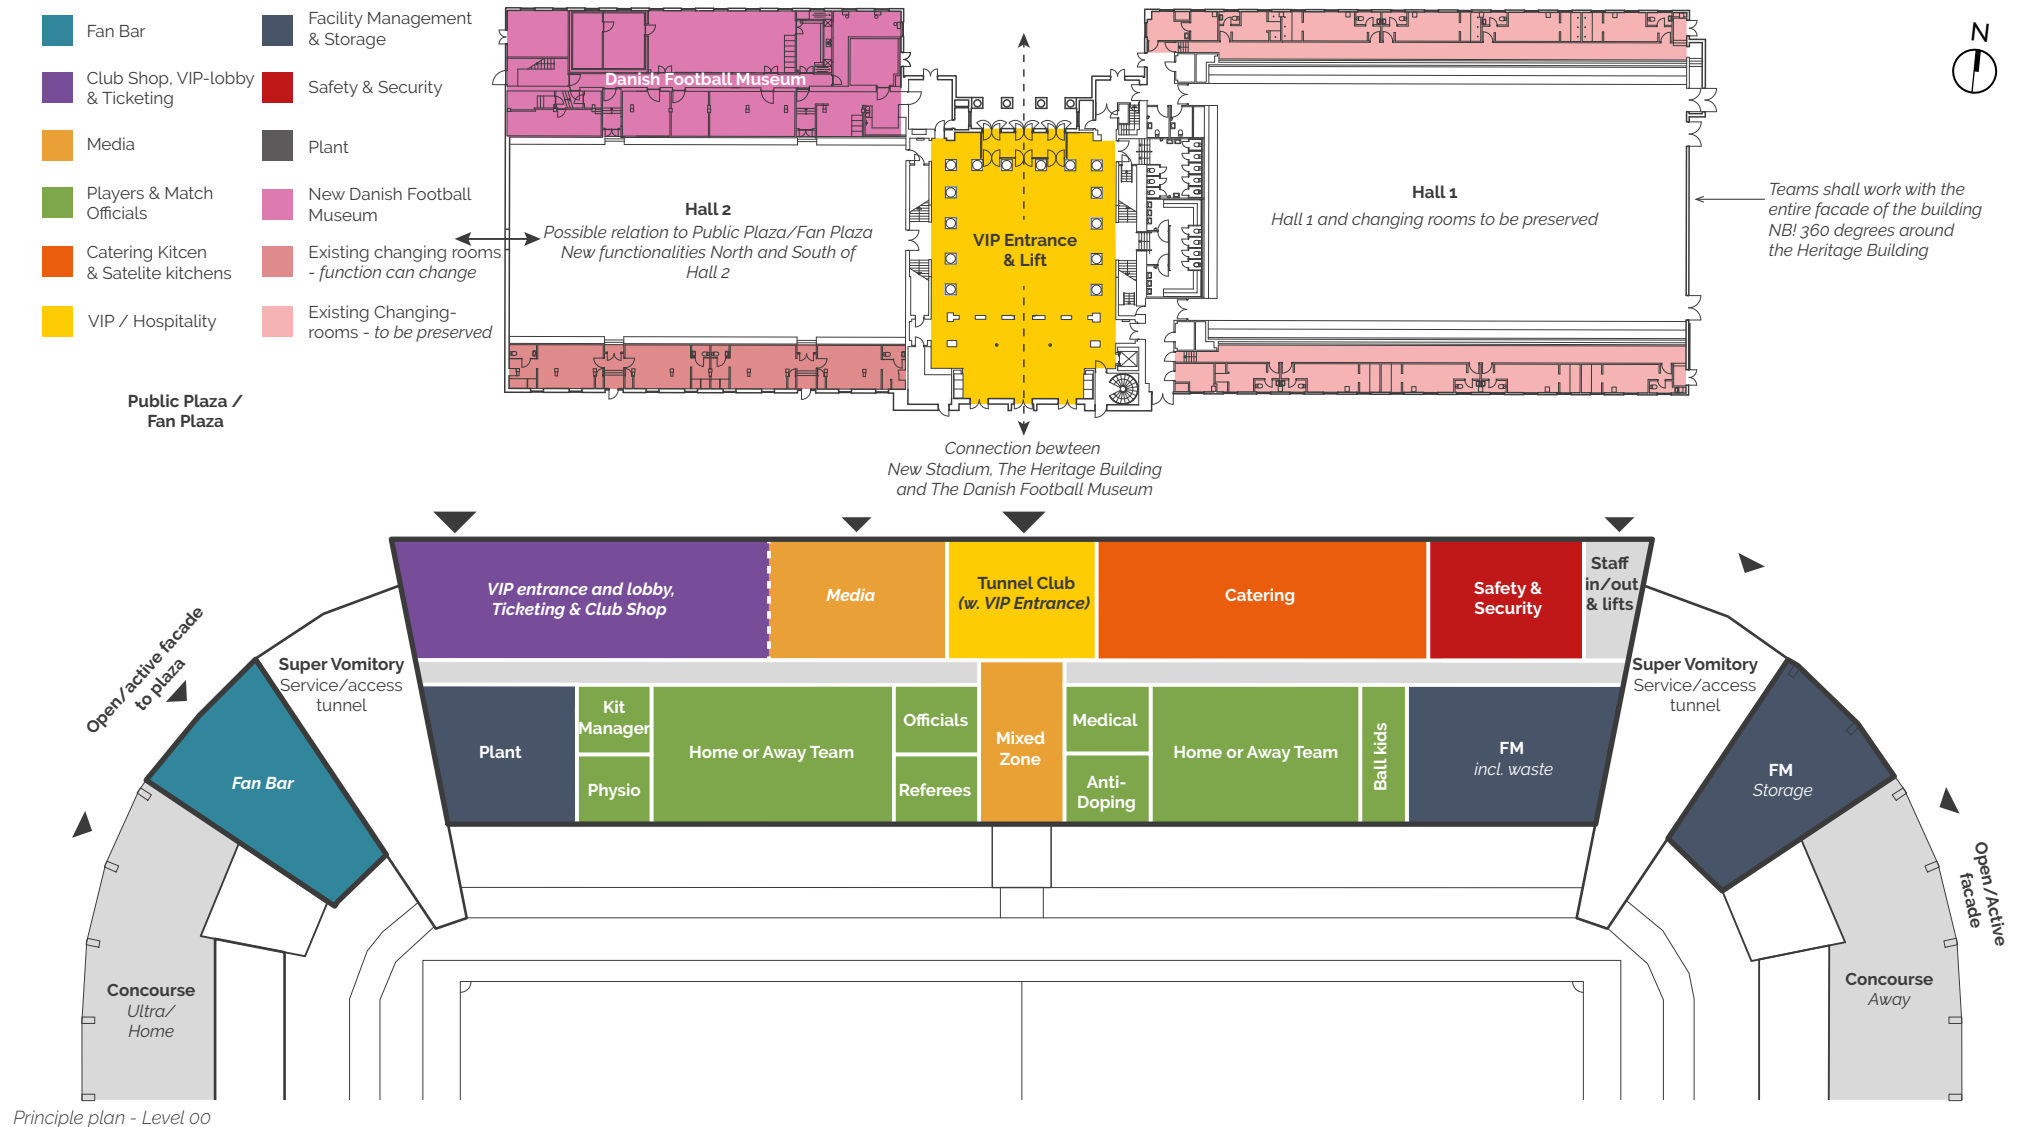 Fan Bar
Club Shop, VIP-lobby
& Ticketing
Media
Players & Match
Officials
Catering Kitcen
& Satelite kitchens
VIP / Hospitality
Facility Management
& Storage
Safety & Security
Plant
New Danish Football
Museum
Existing changing rooms
- function can change
Existing Changing-
rooms - to be preserved
Public Plaza /
Fan Plaza
Danish Football Museum
Hall 2
Possible relation to Public Plaza/Fan Plaza
New functionalities North and South of
Hall 2
VIP Entrance
& Lift
Hall 1
Hall 1 and changing rooms to be preserved
N
Teams shall work with the
entire facade of the building
NB! 360 degrees around
the Heritage Building
Connection bewteen
New Stadium, The Heritage Building
and The Danish Football Museum
VIP entrance and lobby,
Ticketing & Club Shop
Media
Tunnel Club
(w. VIP Entrance)
Catering
Safety &
Security
Staff
in/out
& lifts
Open/active facade
to plaza
Super Vomitory
Service/access
tunnel
Fan Bar
Plant
Kit
Manager
Physio
Home or Away Team
Officials
Referees
Mixed
Zone
Medical
Anti-
Doping
Home or Away Team
Ball kids
FM
incl. waste
Super Vomitory
Service/access
tunnel
FM
Storage
Open/Active
facade
Concourse
Ultra/
Home
Concourse
Away
Principle plan - Level 00